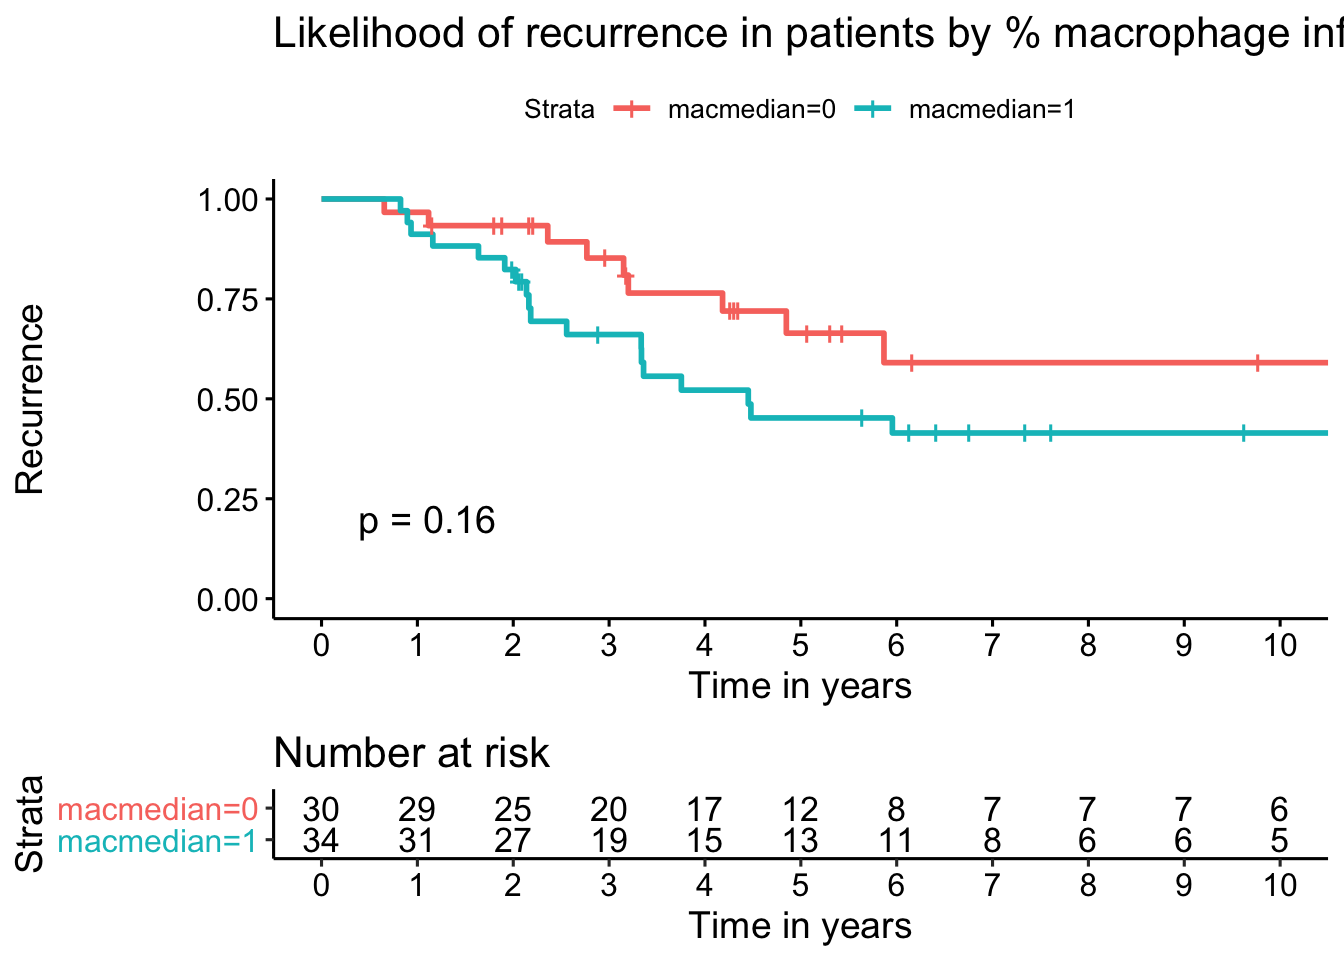 Likelihood of recurrence in patients by % macrophage inf
Strata macmedian=0 macmedian=1
Recurrence
1.00
0.75
0.50
0.25
0.00
p = 0.16
0 1 2 3 4 5 6 7 8 9 10
Time in years
Number at risk
Strata
macmedian=0 30 29 25 20 17 12 8 7 7 7 6
macmedian=1 34 31 27 19 15 13 11 8 6 6 5
0 1 2 3 4 5 6 7 8 9 10
Time in years